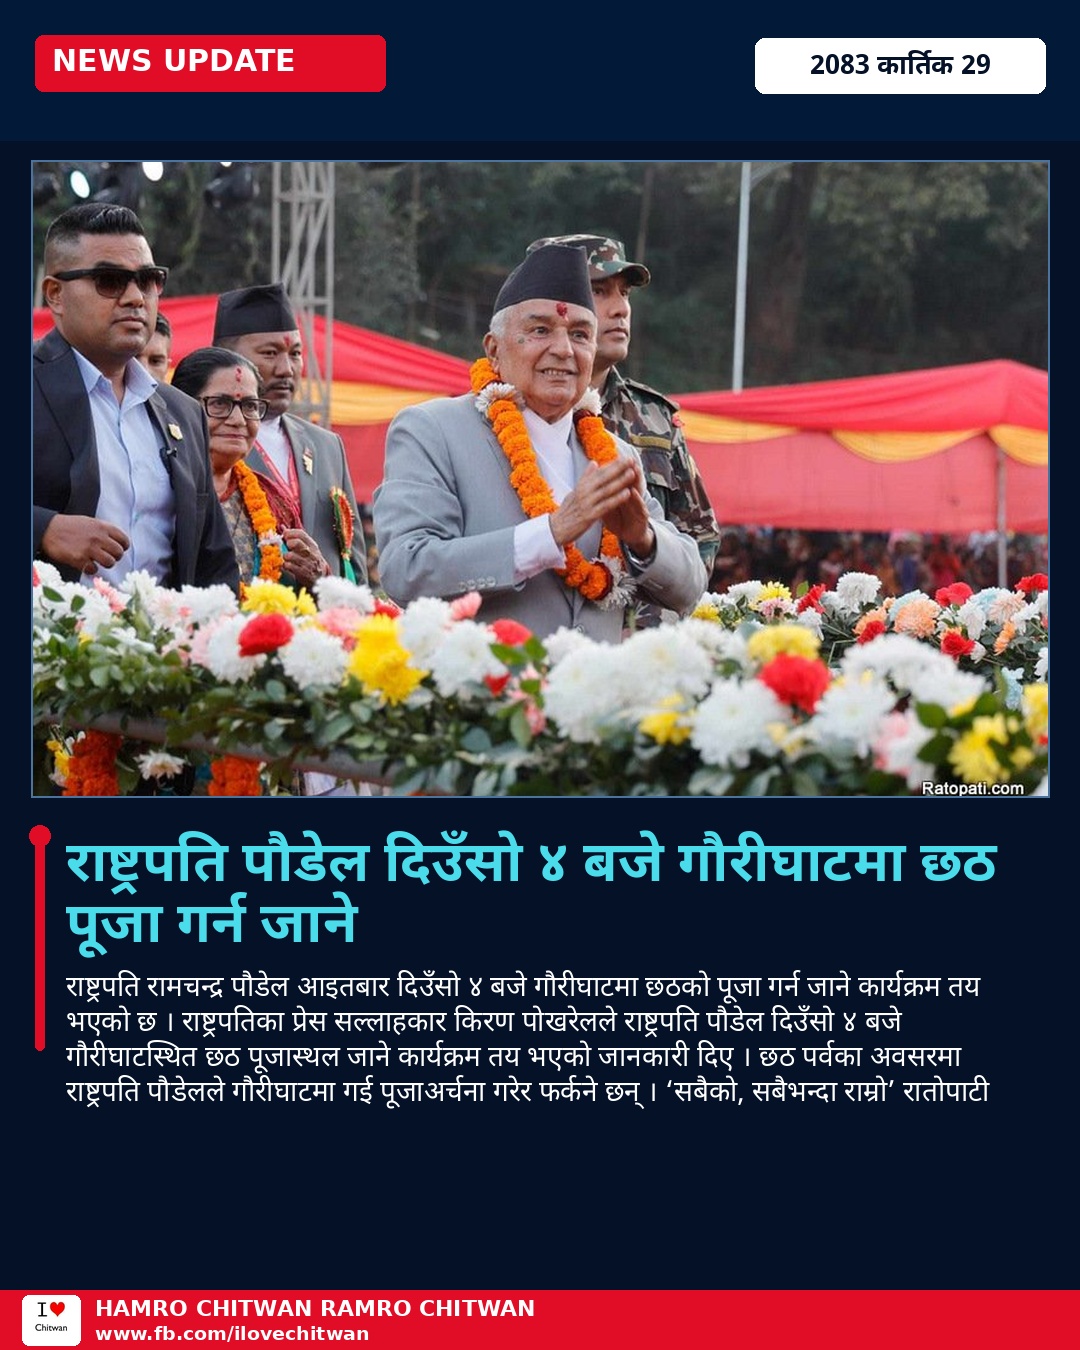 NEWS UPDATE
2083 कार्तिक 29
Ratopati.com
राष्ट्रपति पौडेल दिउँसो ४ बजे गौरीघाटमा छठ
पूजा गर्न जाने
राष्ट्रपति रामचन्द्र पौडेल आइतबार दिउँसो ४ बजे गौरीघाटमा छठको पूजा गर्न जाने कार्यक्रम तय
भएको छ । राष्ट्रपतिका प्रेस सल्लाहकार किरण पोखरेलले राष्ट्रपति पौडेल दिउँसो ४ बजे
गौरीघाटस्थित छठ पूजास्थल जाने कार्यक्रम तय भएको जानकारी दिए । छठ पर्वका अवसरमा
राष्ट्रपति पौडेलले गौरीघाटमा गई पूजाअर्चना गरेर फर्कने छन् । ‘सबैको, सबैभन्दा राम्रो’ रातोपाटी
I❤
Chitwan
HAMRO CHITWAN RAMRO CHITWAN
www.fb.com/ilovechitwan